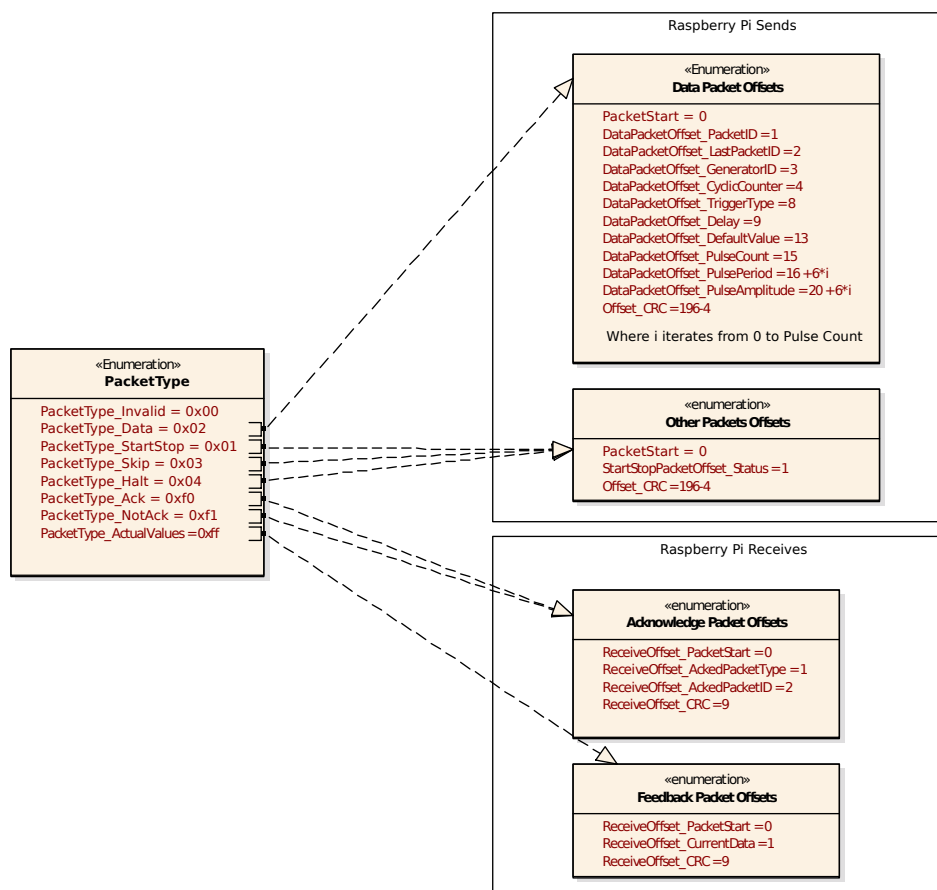 Raspberry Pi Sends
«Enumeration»
Data Packet Offsets
PacketStart = 0
DataPacketOffset_PacketID =1
DataPacketOffset_LastPacketID =2
DataPacketOffset_GeneratorID =3
DataPacketOffset_CyclicCounter =4
DataPacketOffset_TriggerType =8
DataPacketOffset_Delay =9
DataPacketOffset_DefaultValue =13
DataPacketOffset_PulseCount =15
DataPacketOffset_PulsePeriod =16 +6*i
DataPacketOffset_PulseAmplitude =20 +6*i
Offset_CRC =196-4
Where i iterates from 0 to Pulse Count
«Enumeration»
PacketType
PacketType_Invalid = 0x00
PacketType_Data = 0x02
PacketType_StartStop = 0x01
PacketType_Skip = 0x03
PacketType_Halt = 0x04
PacketType_Ack = 0xf0
PacketType_NotAck = 0xf1
PacketType_ActualValues =0xff
«enumeration»
Other Packets Offsets
PacketStart = 0
StartStopPacketOffset_Status =1
Offset_CRC =196-4
Raspberry Pi Receives
«enumeration»
Acknowledge Packet Offsets
ReceiveOffset_PacketStart =0
ReceiveOffset_AckedPacketType =1
ReceiveOffset_AckedPacketID =2
ReceiveOffset_CRC =9
«enumeration»
Feedback Packet Offsets
ReceiveOffset_PacketStart =0
ReceiveOffset_CurrentData =1
ReceiveOffset_CRC =9